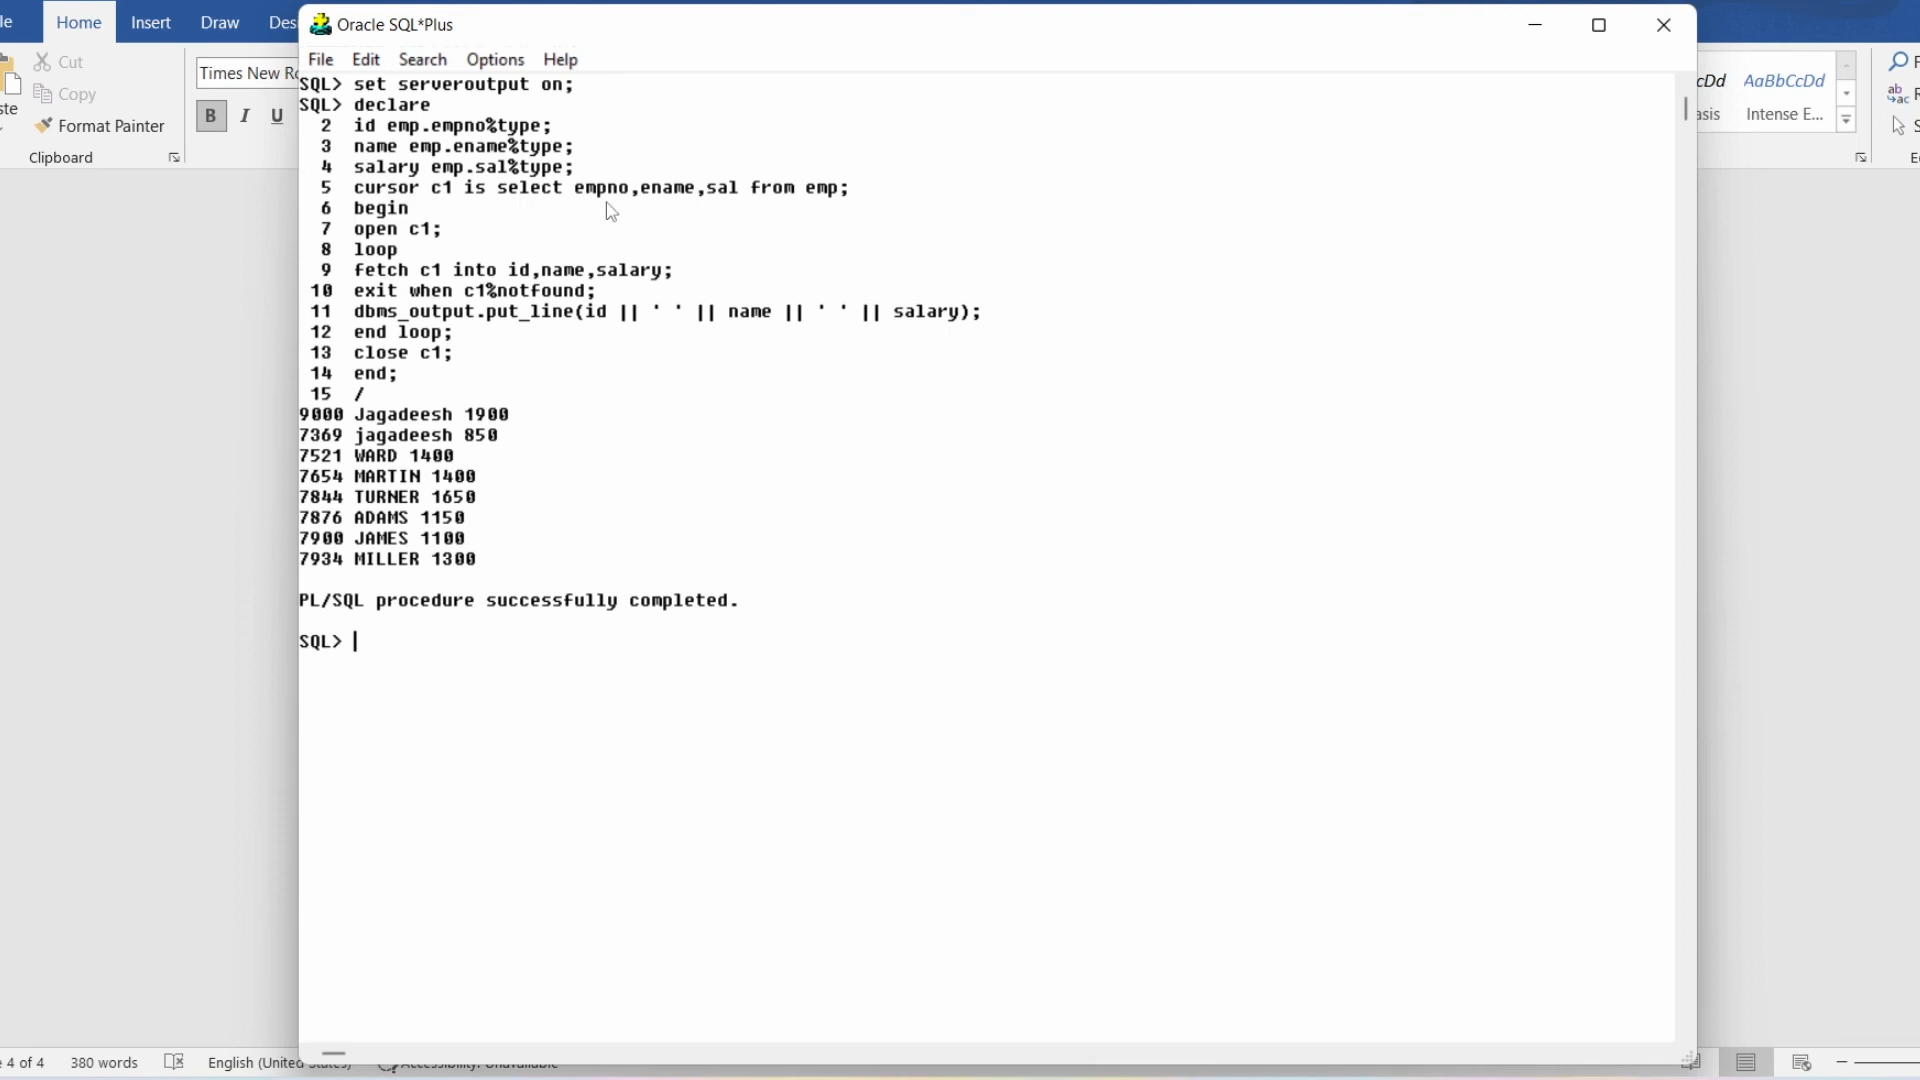 Home Insert Draw
Cut
Copy
Format Painter
Clipboard
Times New
B I U
Oracle SQL*Plus
File Edit Search Options Help
SQL> set serveroutput on;
SQL> declare
2 id emp.empno%type;
3 name emp.ename%type;
4 salary emp.sal%type;
5 cursor c1 is select empno,ename,sal from emp;
6 begin
7 open c1;
8 loop
9 fetch c1 into id,name,salary;
10 exit when c1%notfound;
11 dbms_output.put_line(id || ' ' || name || ' ' || salary);
12 end loop;
13 close c1;
14 end;
15 /
9000 Jagadeesh 1900
7369 jagadeesh 850
7521 WARD 1400
7654 MARTIN 1400
7844 TURNER 1650
7876 ADAMS 1150
7900 JAMES 1100
7934 MILLER 1300
PL/SQL procedure successfully completed.
SQL>
AaBbCcDd
Intense E...
4 of 4 380 words English (United States)